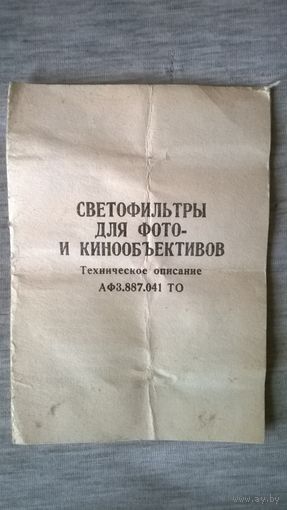 СВЕТОФИЛЬТРЫ
ДЛЯ ФОТО-
И КИНООБЪЕКТИВОВ
Техническое описание
АФ3.887.041 ТО
www.ay.by